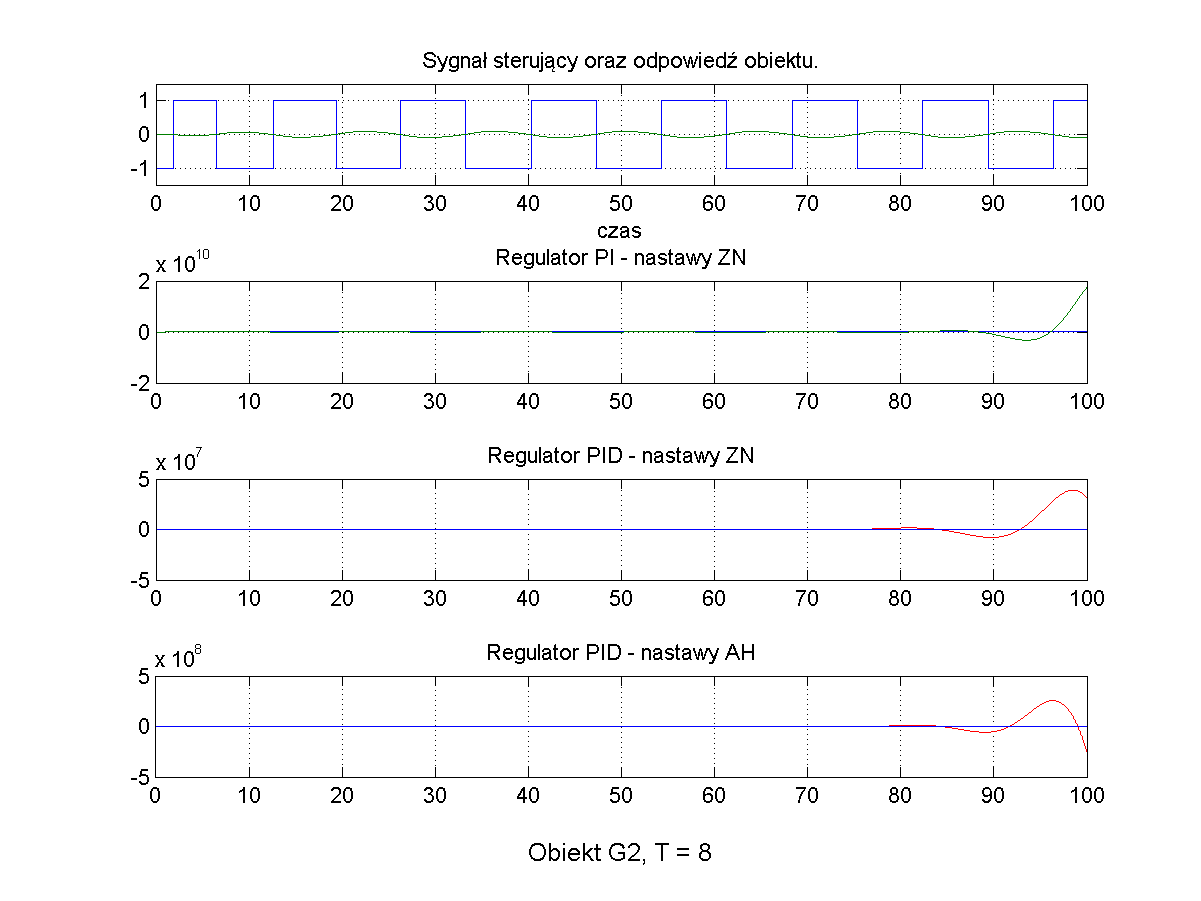 Sygnał sterujący oraz odpowiedź obiektu.
1
0
-1
0 10 20 30 40 50 60 70 80 90 100
czas
Regulator PI - nastawy ZN
x 10^10
2
0
-2
0 10 20 30 40 50 60 70 80 90 100
Regulator PID - nastawy ZN
x 10^7
5
0
-5
0 10 20 30 40 50 60 70 80 90 100
Regulator PID - nastawy AH
x 10^8
5
0
-5
0 10 20 30 40 50 60 70 80 90 100
Obiekt G2, T = 8